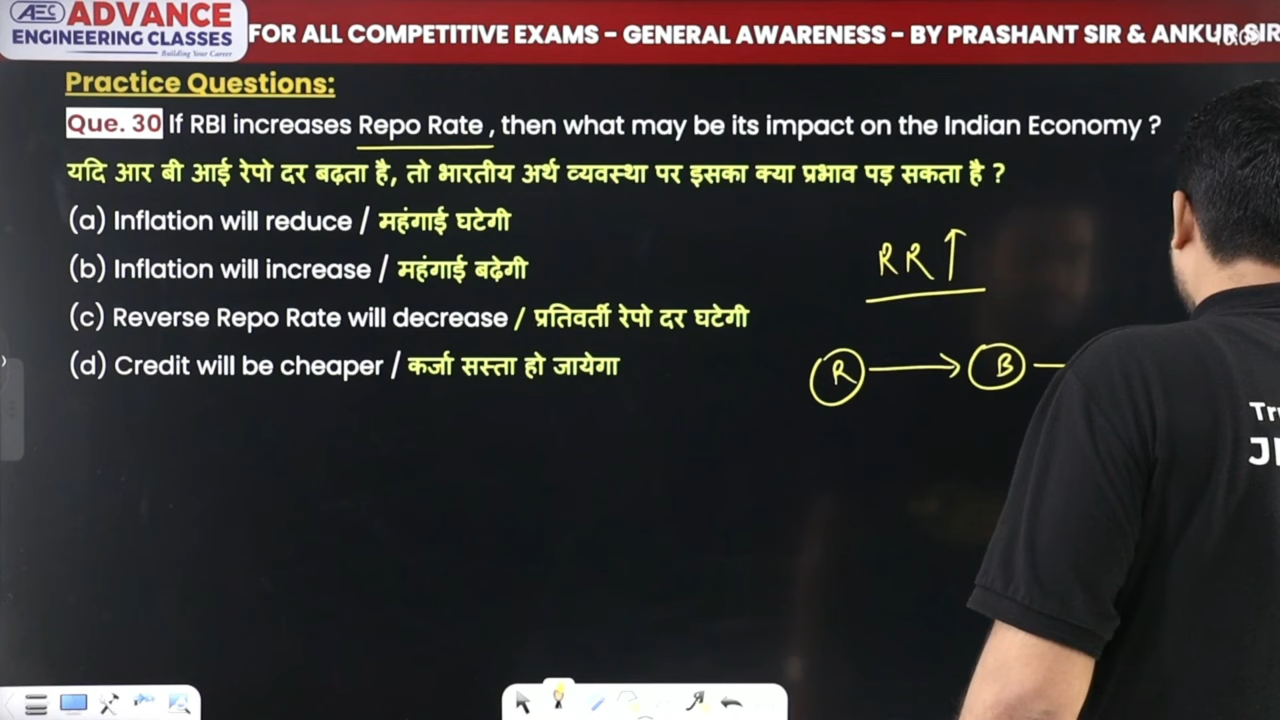 AEC ADVANCE
ENGINEERING CLASSES
Building Your Career
FOR ALL COMPETITIVE EXAMS – GENERAL AWARENESS – BY PRASHANT SIR & ANKUR SIR
Practice Questions:
Que. 30 If RBI increases Repo Rate , then what may be its impact on the Indian Economy ?
यदि आर बी आई रेपो दर बढ़ता है, तो भारतीय अर्थ व्यवस्था पर इसका क्या प्रभाव पड़ सकता है ?
(a) Inflation will reduce / महंगाई घटेगी
(b) Inflation will increase / महंगाई बढ़ेगी
(c) Reverse Repo Rate will decrease / प्रतिवर्ती रेपो दर घटेगी
(d) Credit will be cheaper / कर्जा सस्ता हो जायेगा
RR↑
R → B